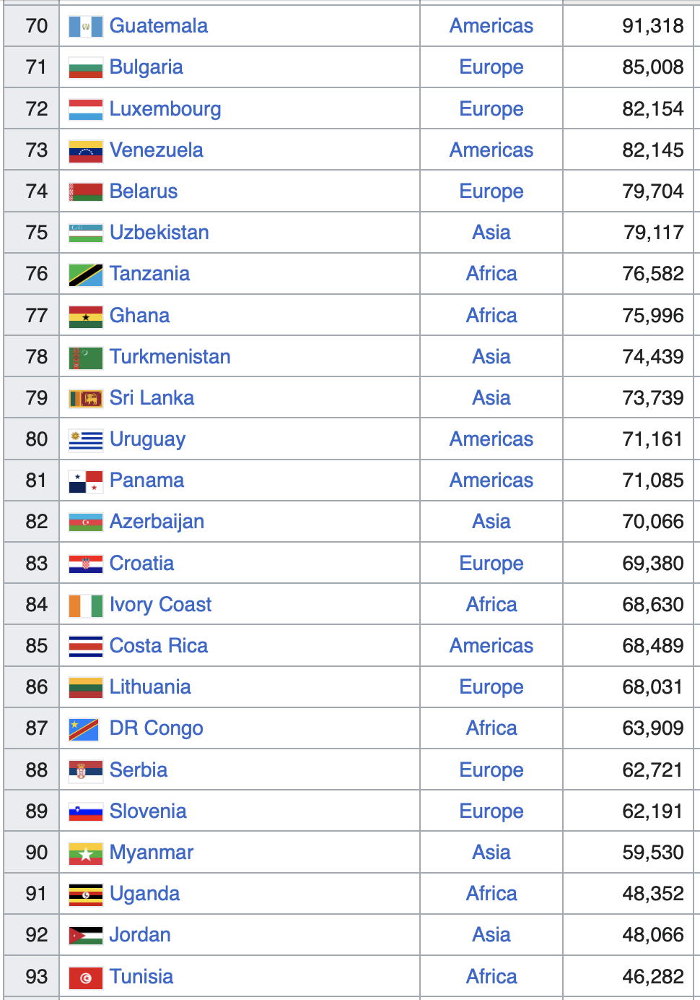 70 Guatemala Americas 91,318
71 Bulgaria Europe 85,008
72 Luxembourg Europe 82,154
73 Venezuela Americas 82,145
74 Belarus Europe 79,704
75 Uzbekistan Asia 79,117
76 Tanzania Africa 76,582
77 Ghana Africa 75,996
78 Turkmenistan Asia 74,439
79 Sri Lanka Asia 73,739
80 Uruguay Americas 71,161
81 Panama Americas 71,085
82 Azerbaijan Asia 70,066
83 Croatia Europe 69,380
84 Ivory Coast Africa 68,630
85 Costa Rica Americas 68,489
86 Lithuania Europe 68,031
87 DR Congo Africa 63,909
88 Serbia Europe 62,721
89 Slovenia Europe 62,191
90 Myanmar Asia 59,530
91 Uganda Africa 48,352
92 Jordan Asia 48,066
93 Tunisia Africa 46,282